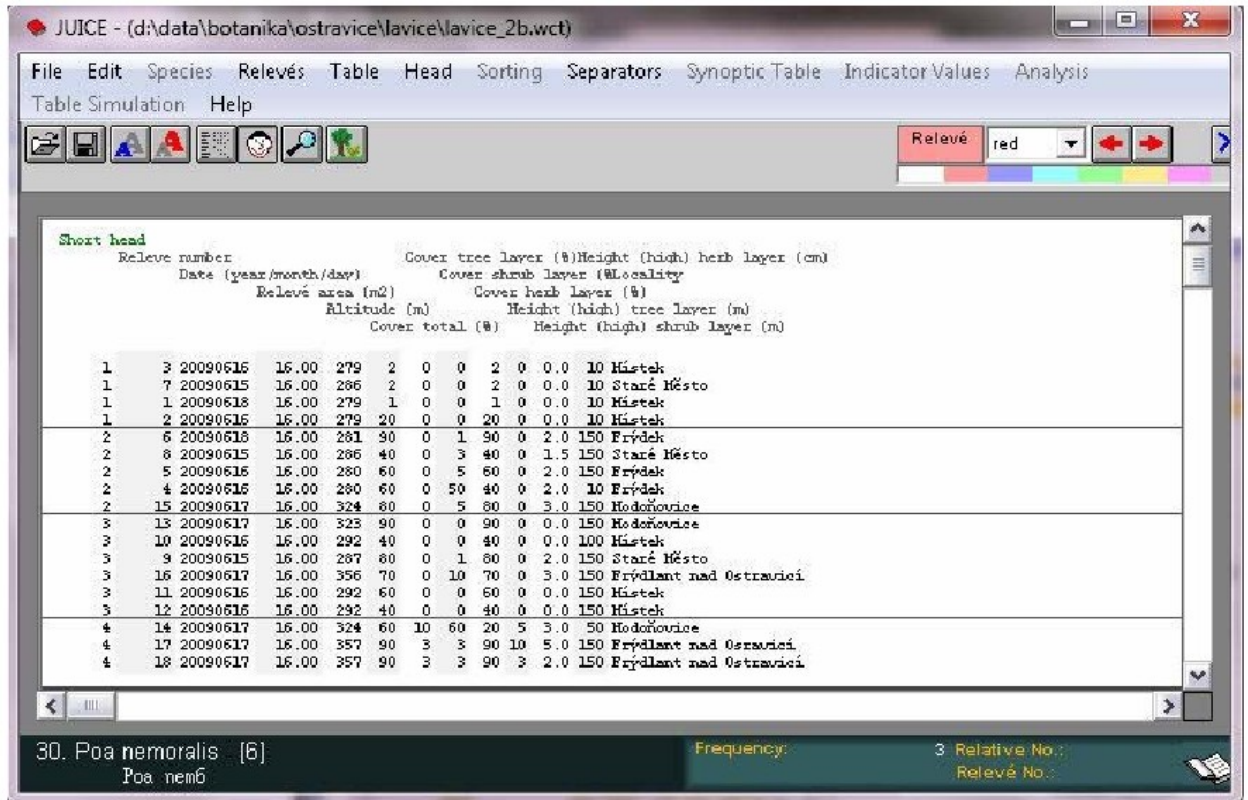 JUICE - (d:\data\botanika\ostravice\lavice\lavice_2b.wct)
File Edit Species Relevés Table Head Sorting Separators Synoptic Table Indicator Values Analysis
Table Simulation Help
Relevé red
Short head
Releve number Cover tree layer (%)Height (high) herb layer (cm)
Date (year/month/day) Cover shrub layer (%Locality
Relevé area (m2) Cover herb layer (%)
Altitude (m) Height (high) tree layer (m)
Cover total (%) Height (high) shrub layer (m)
1 3 20090616 16.00 279 2 0 0 2 0 0.0 10 Místek
1 7 20090615 16.00 286 2 0 0 2 0 0.0 10 Staré Město
1 1 20090618 16.00 279 1 0 0 1 0 0.0 10 Místek
1 2 20090616 16.00 279 20 0 0 20 0 0.0 10 Místek
2 6 20090618 16.00 281 90 0 1 90 0 2.0 150 Frýdek
2 8 20090615 16.00 286 40 0 3 40 0 1.5 150 Staré Město
2 5 20090616 16.00 280 60 0 5 60 0 2.0 150 Frýdek
2 4 20090616 16.00 280 60 0 50 40 0 2.0 10 Frýdek
2 15 20090617 16.00 324 80 0 5 80 0 3.0 150 Hodoňovice
3 13 20090617 16.00 323 90 0 0 90 0 0.0 150 Hodoňovice
3 10 20090616 16.00 292 40 0 0 40 0 0.0 100 Místek
3 9 20090615 16.00 287 80 0 1 80 0 2.0 150 Staré Město
3 16 20090617 16.00 356 70 0 10 70 0 3.0 150 Frýdlant nad Ostravicí
3 11 20090616 16.00 292 60 0 0 60 0 0.0 150 Místek
3 12 20090616 16.00 292 40 0 0 40 0 0.0 150 Místek
4 14 20090617 16.00 324 60 10 60 20 5 3.0 50 Hodoňovice
4 17 20090617 16.00 357 90 3 3 90 10 5.0 150 Frýdlant nad Osravicí
4 18 20090617 16.00 357 90 3 3 90 3 2.0 150 Frýdlant nad Ostravicí
30. Poa nemoralis [6] Frequency: 3 Relative No.:
Poa nem6 Relevé No.: